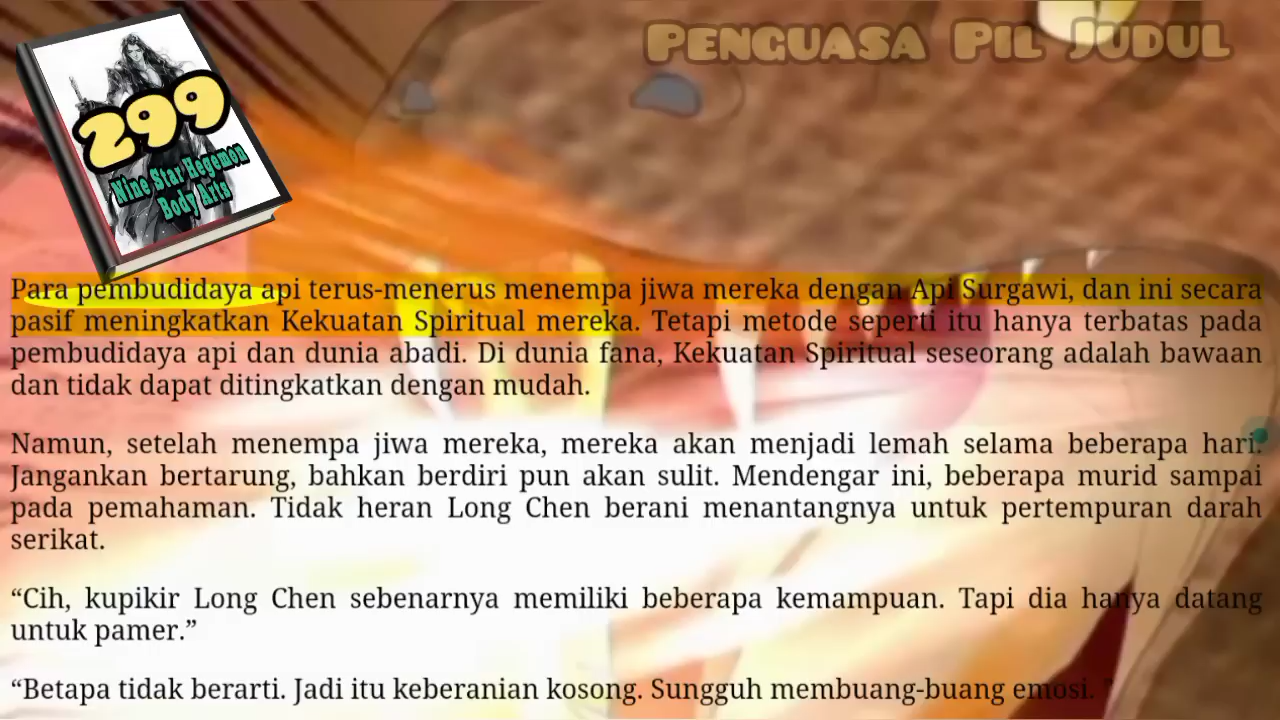 Penguasa Pil Judul
299
Nine Star Hegemon
Body Arts
Para pembudidaya api terus-menerus menempa jiwa mereka dengan Api Surgawi, dan ini secara
pasif meningkatkan Kekuatan Spiritual mereka. Tetapi metode seperti itu hanya terbatas pada
pembudidaya api dan dunia abadi. Di dunia fana, Kekuatan Spiritual seseorang adalah bawaan
dan tidak dapat ditingkatkan dengan mudah.
Namun, setelah menempa jiwa mereka, mereka akan menjadi lemah selama beberapa hari.
Jangankan bertarung, bahkan berdiri pun akan sulit. Mendengar ini, beberapa murid sampai
pada pemahaman. Tidak heran Long Chen berani menantangnya untuk pertempuran darah
serikat.
“Cih, kupikir Long Chen sebenarnya memiliki beberapa kemampuan. Tapi dia hanya datang
untuk pamer.”
“Betapa tidak berarti. Jadi itu keberanian kosong. Sungguh membuang-buang emosi. ”